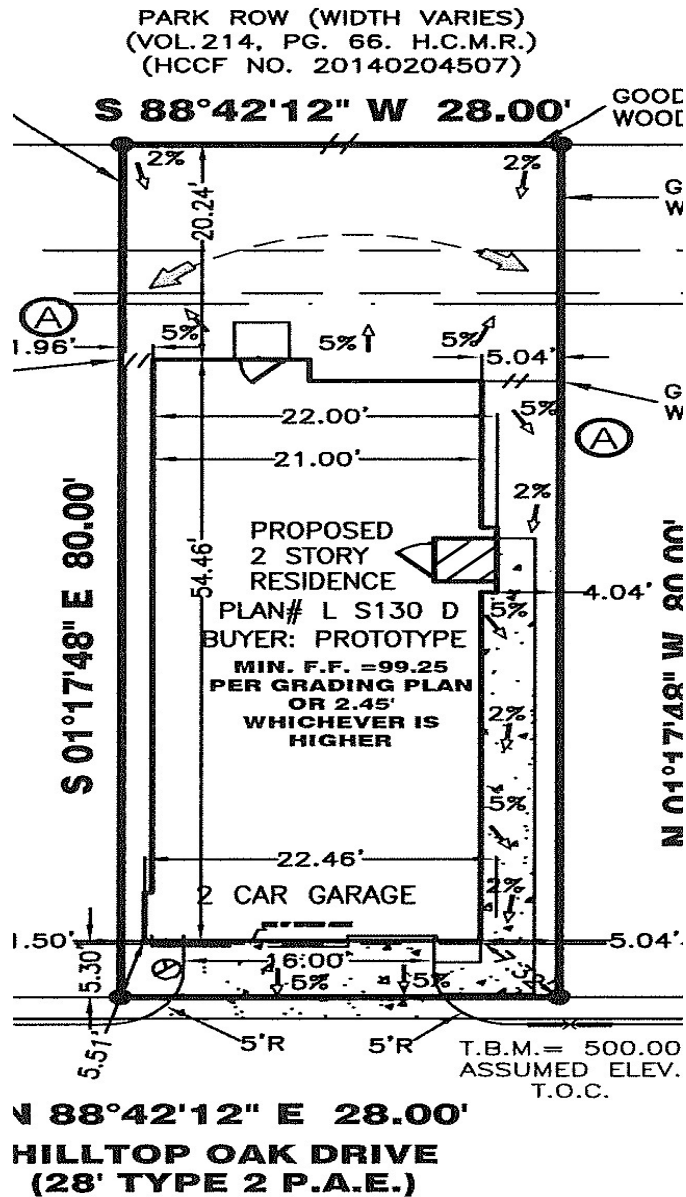 PARK ROW (WIDTH VARIES)
(VOL.214, PG. 66. H.C.M.R.)
(HCCF NO. 20140204507)
S 88°42'12" W 28.00'
GOOD
WOOD
2%
2%
G
W
20.24'
A
1.96'
5%
5%
5%
5.04'
G
W
22.00'
5%
A
21.00'
2%
S 01°17'48" E 80.00'
54.46'
PROPOSED
2 STORY
RESIDENCE
PLAN# L S130 D
BUYER: PROTOTYPE
MIN. F.F. =99.25
PER GRADING PLAN
OR 2.45'
WHICHEVER IS
HIGHER
4.04'
5%
N 01°17'48" W 80.00'
2%
5%
22.46'
2 CAR GARAGE
2%
1.50'
5.04'
5.30'
16.00'
5%
5%
5.51'
5'R
5'R
T.B.M.= 500.00
ASSUMED ELEV.
T.O.C.
N 88°42'12" E 28.00'
HILLTOP OAK DRIVE
(28' TYPE 2 P.A.E.)